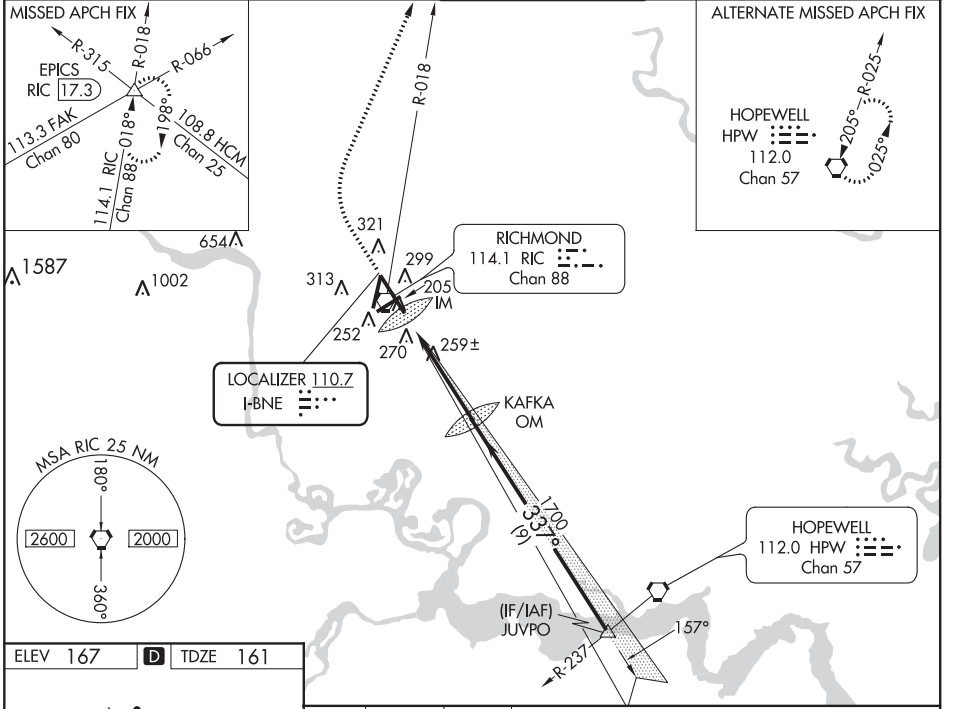 MISSED APCH FIX
R-315
R-018
R-066
EPICS
RIC 17.3
113.3 FAK
Chan 80
018°
198°
108.8 HCM
Chan 25
114.1 RIC
Chan 88
R-018
ALTERNATE MISSED APCH FIX
R-025
HOPEWELL
HPW
112.0
Chan 57
205°
025°
654
1587
1002
321
313
299
205
IM
252
270
259±
RICHMOND
114.1 RIC
Chan 88
LOCALIZER 110.7
I-BNE
KAFKA
OM
MSA RIC 25 NM
180°
2600
2000
360°
1700
337°
(9)
HOPEWELL
112.0 HPW
Chan 57
(IF/IAF)
JUVPO
157°
R-237
ELEV 167
D
TDZE 161